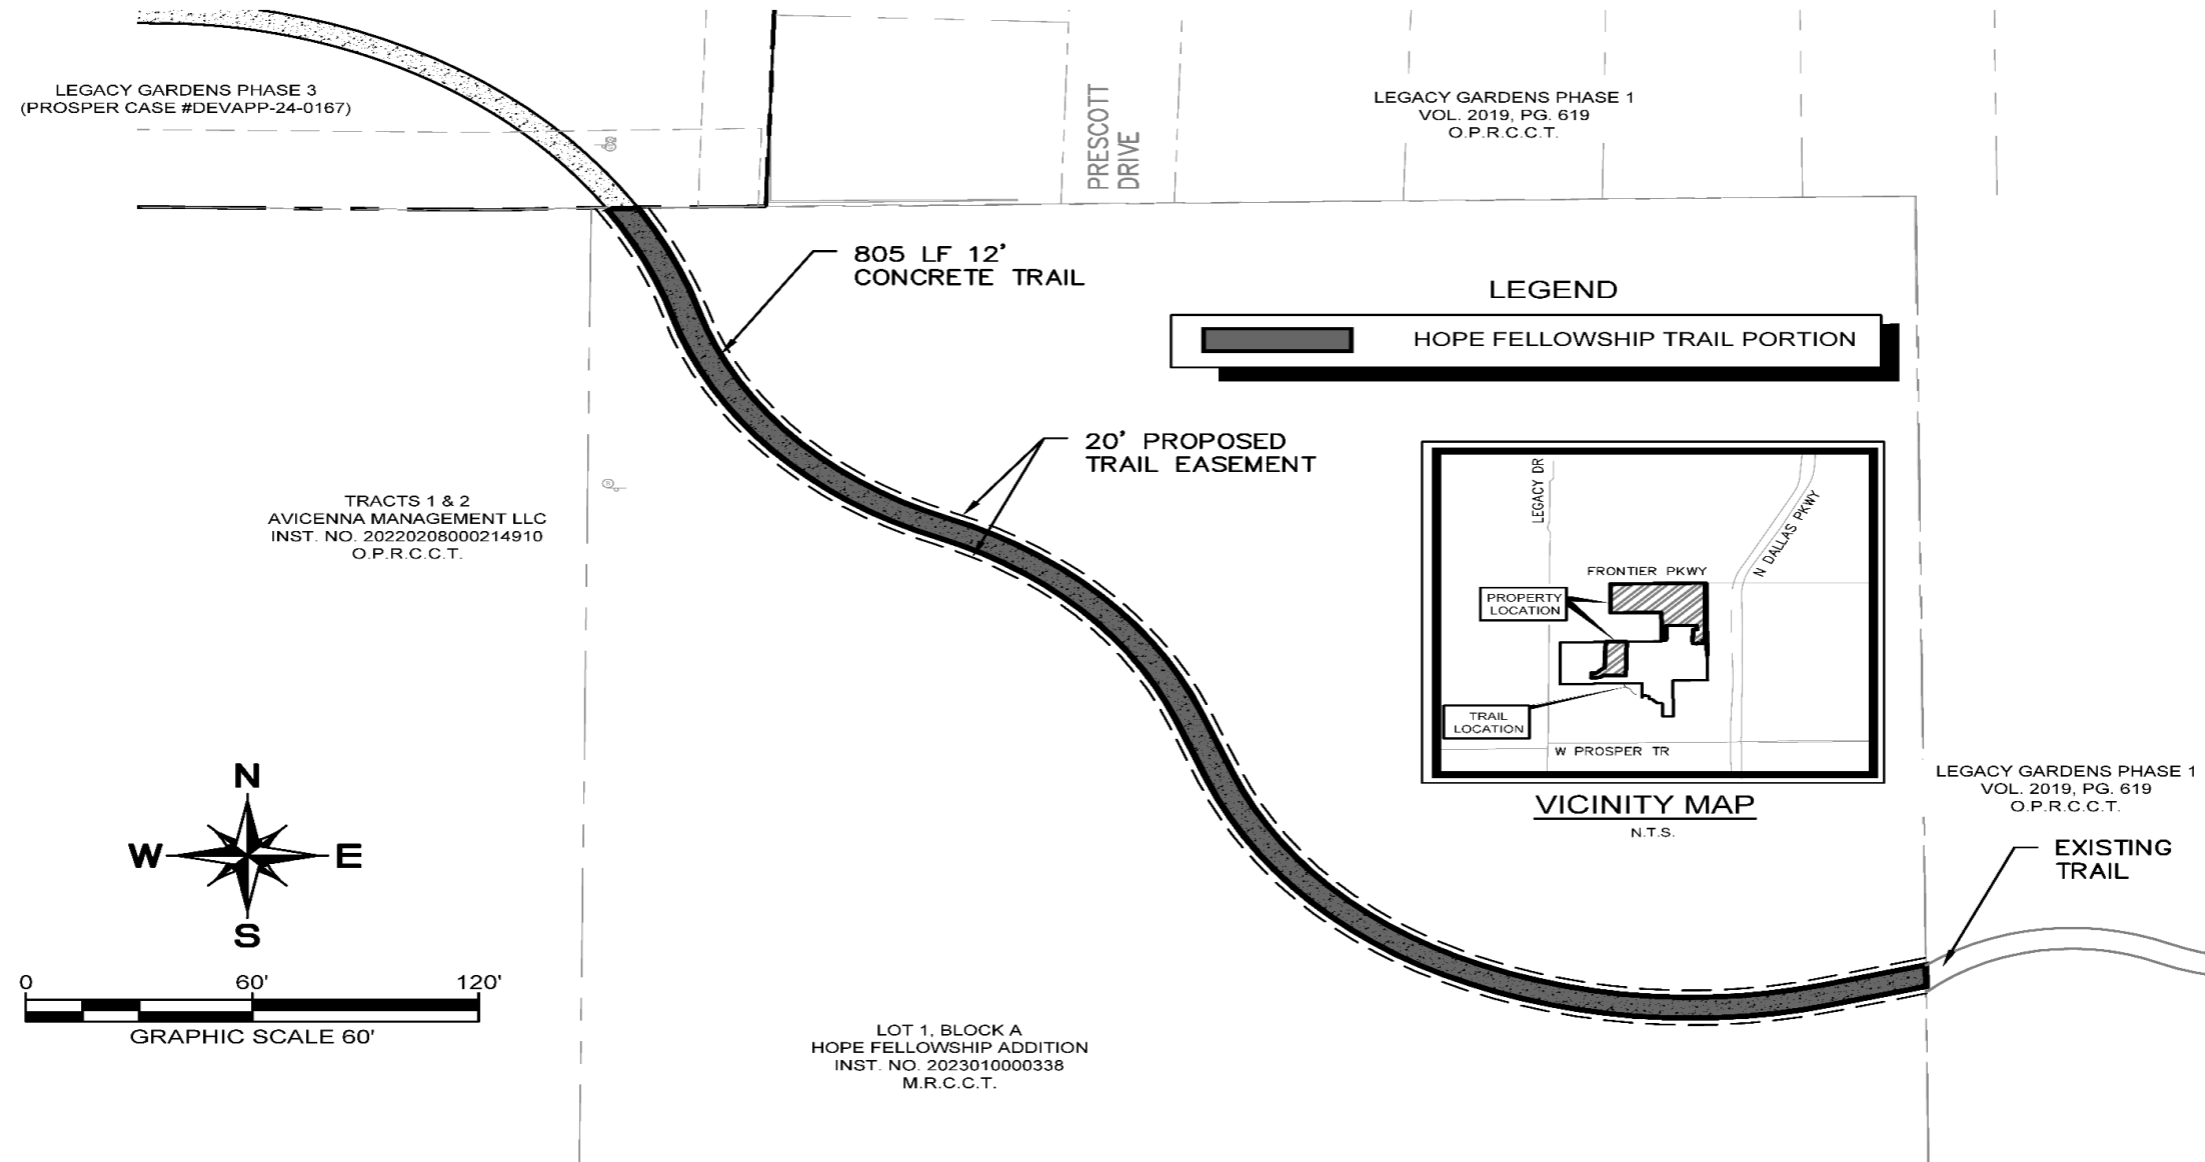 LEGACY GARDENS PHASE 3
(PROSPER CASE #DEVAPP-24-0167)
PRESCOTT
DRIVE
LEGACY GARDENS PHASE 1
VOL. 2019, PG. 619
O.P.R.C.C.T.
805 LF 12'
CONCRETE TRAIL
LEGEND
HOPE FELLOWSHIP TRAIL PORTION
20' PROPOSED
TRAIL EASEMENT
TRACTS 1 & 2
AVICENNA MANAGEMENT LLC
INST. NO. 20220208000214910
O.P.R.C.C.T.
LEGACY DR
N DALLAS PKWY
FRONTIER PKWY
PROPERTY
LOCATION
TRAIL
LOCATION
W PROSPER TR
VICINITY MAP
N.T.S.
LEGACY GARDENS PHASE 1
VOL. 2019, PG. 619
O.P.R.C.C.T.
EXISTING
TRAIL
N
W E
S
0 60' 120'
GRAPHIC SCALE 60'
LOT 1, BLOCK A
HOPE FELLOWSHIP ADDITION
INST. NO. 2023010000338
M.R.C.C.T.